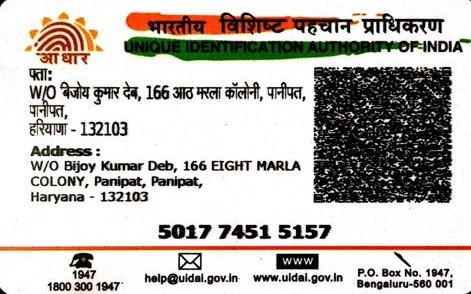 भारतीय विशिष्ट पहचान प्राधिकरण
UNIQUE IDENTIFICATION AUTHORITY OF INDIA
आधार
पता:
W/O बिजोय कुमार देब, 166 आठ मरला कॉलोनी, पानीपत,
पानीपत,
हरियाणा - 132103
Address :
W/O Bijoy Kumar Deb, 166 EIGHT MARLA
COLONY, Panipat, Panipat,
Haryana - 132103
5017 7451 5157
1947
1800 300 1947
help@uidai.gov.in
www
www.uidai.gov.in
P.O. Box No. 1947,
Bengaluru-560 001